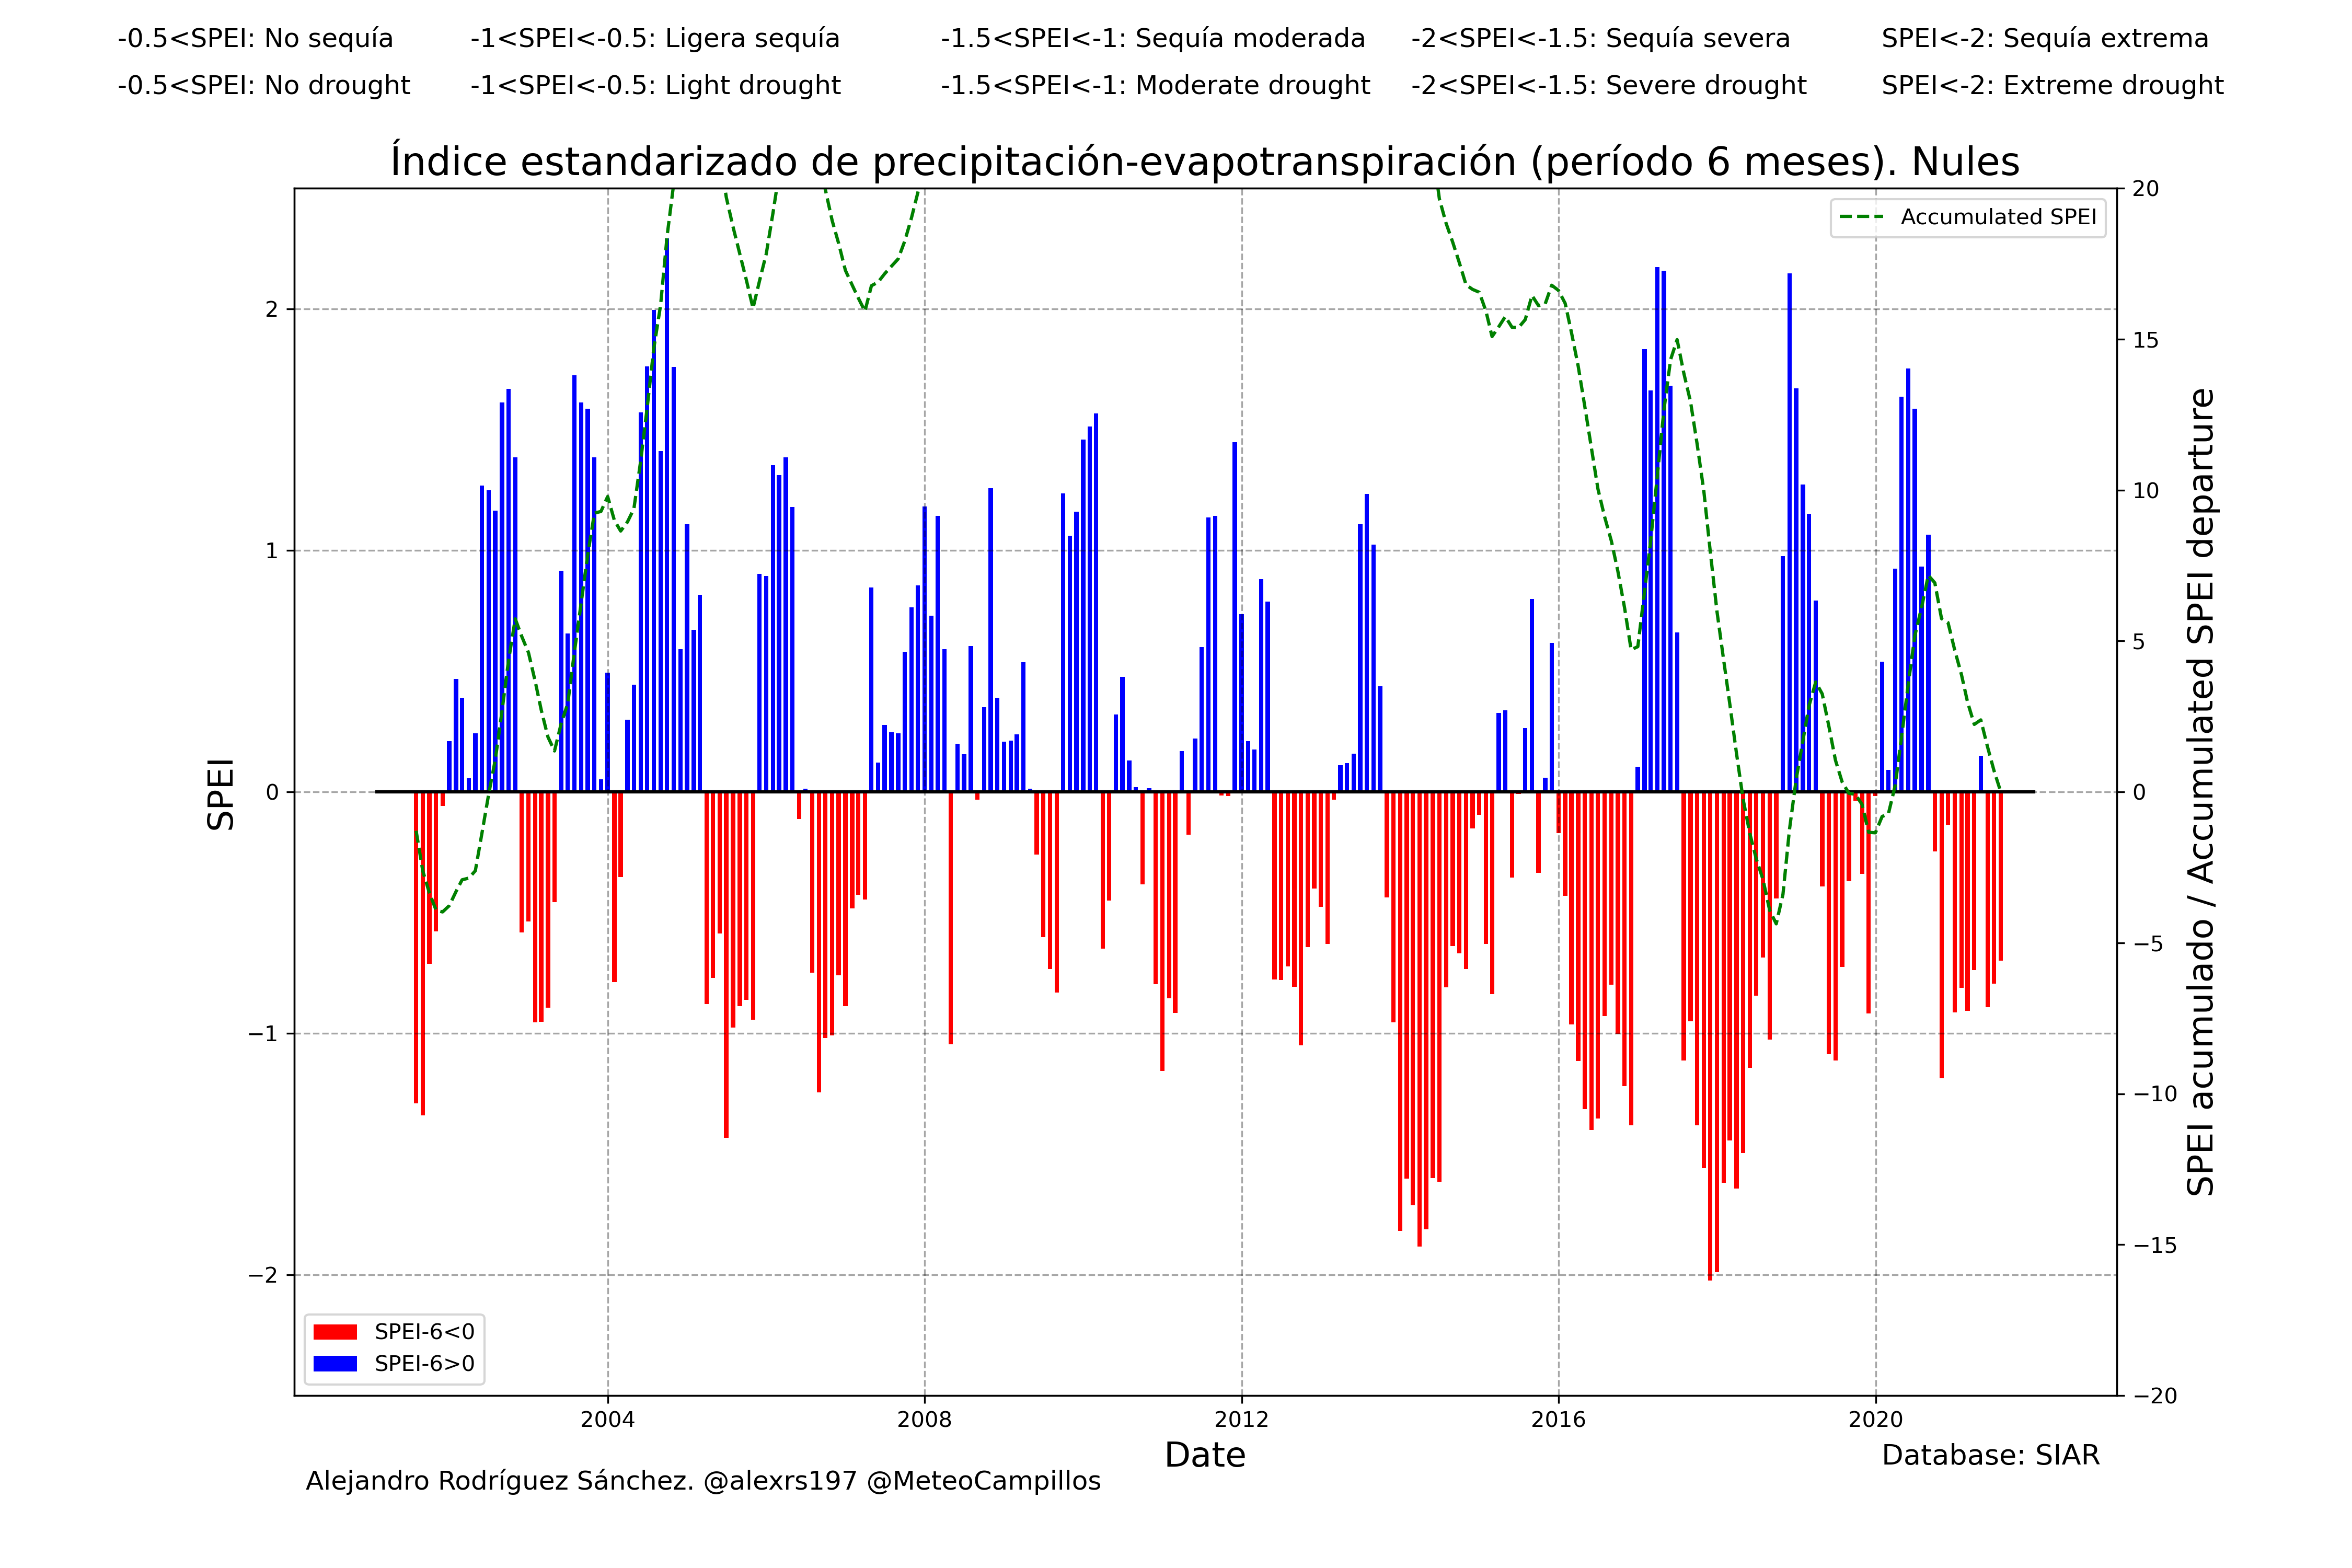 -0.5<SPEI: No sequía -1<SPEI<-0.5: Ligera sequía -1.5<SPEI<-1: Sequía moderada -2<SPEI<-1.5: Sequía severa SPEI<-2: Sequía extrema
-0.5<SPEI: No drought -1<SPEI<-0.5: Light drought -1.5<SPEI<-1: Moderate drought -2<SPEI<-1.5: Severe drought SPEI<-2: Extreme drought
Índice estandarizado de precipitación-evapotranspiración (período 6 meses). Nules
Accumulated SPEI
SPEI
2
1
0
−1
−2
20
15
10
5
0
−5
−10
−15
−20
SPEI acumulado / Accumulated SPEI departure
SPEI-6<0
SPEI-6>0
2004 2008 2012 2016 2020
Date
Database: SIAR
Alejandro Rodríguez Sánchez. @alexrs197 @MeteoCampillos